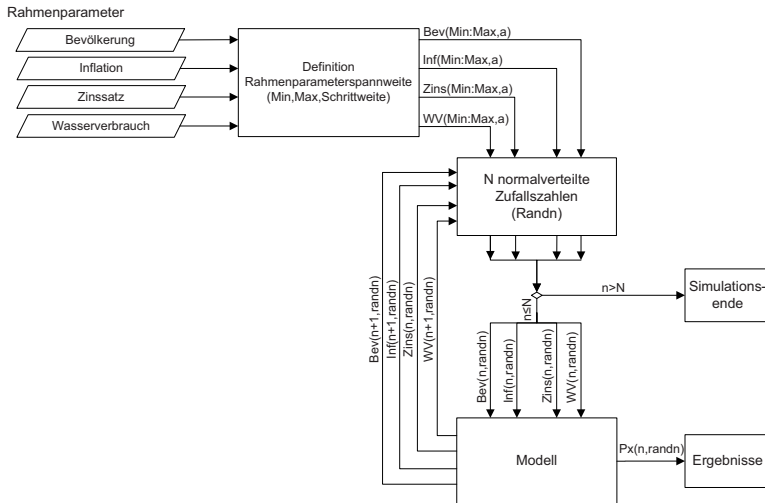 Rahmenparameter
Bevölkerung
Inflation
Zinssatz
Wasserverbrauch
Definition
Rahmenparameterspannweite
(Min,Max,Schrittweite)
Bev(Min:Max,a)
Inf(Min:Max,a)
Zins(Min:Max,a)
WV(Min:Max,a)
N normalverteilte
Zufallszahlen
(Randn)
n>N
Simulations-
ende
n≤N
Bev(n+1,randn)
Inf(n+1,randn)
Zins(n,randn)
WV(n+1,randn)
Bev(n,randn)
Inf(n,randn)
Zins(n,randn)
WV(n,randn)
Modell
Px(n,randn)
Ergebnisse